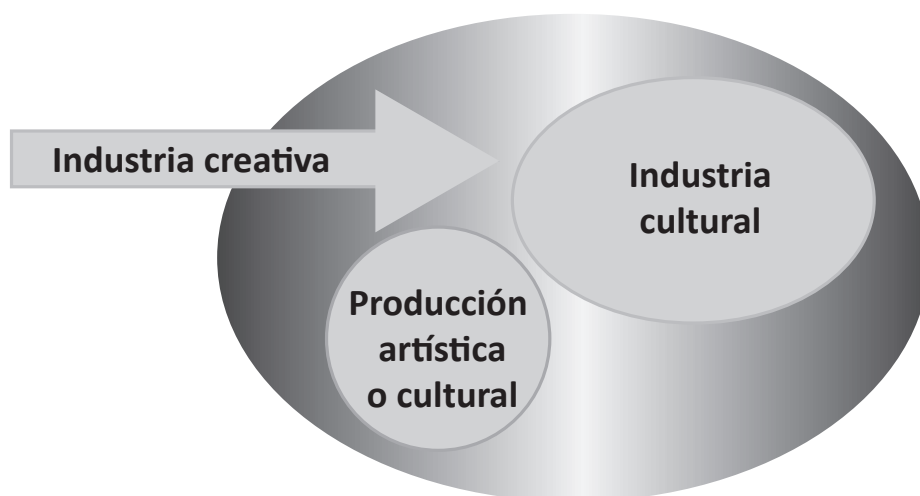 Industria creativa
Industria
cultural
Producción
artística
o cultural